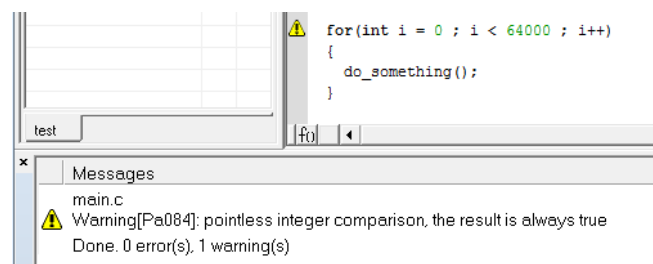 for(int i = 0 ; i < 64000 ; i++)
{
do_something();
}
test
f()
Messages
main.c
Warning[Pa084]: pointless integer comparison, the result is always true
Done. 0 error(s), 1 warning(s)